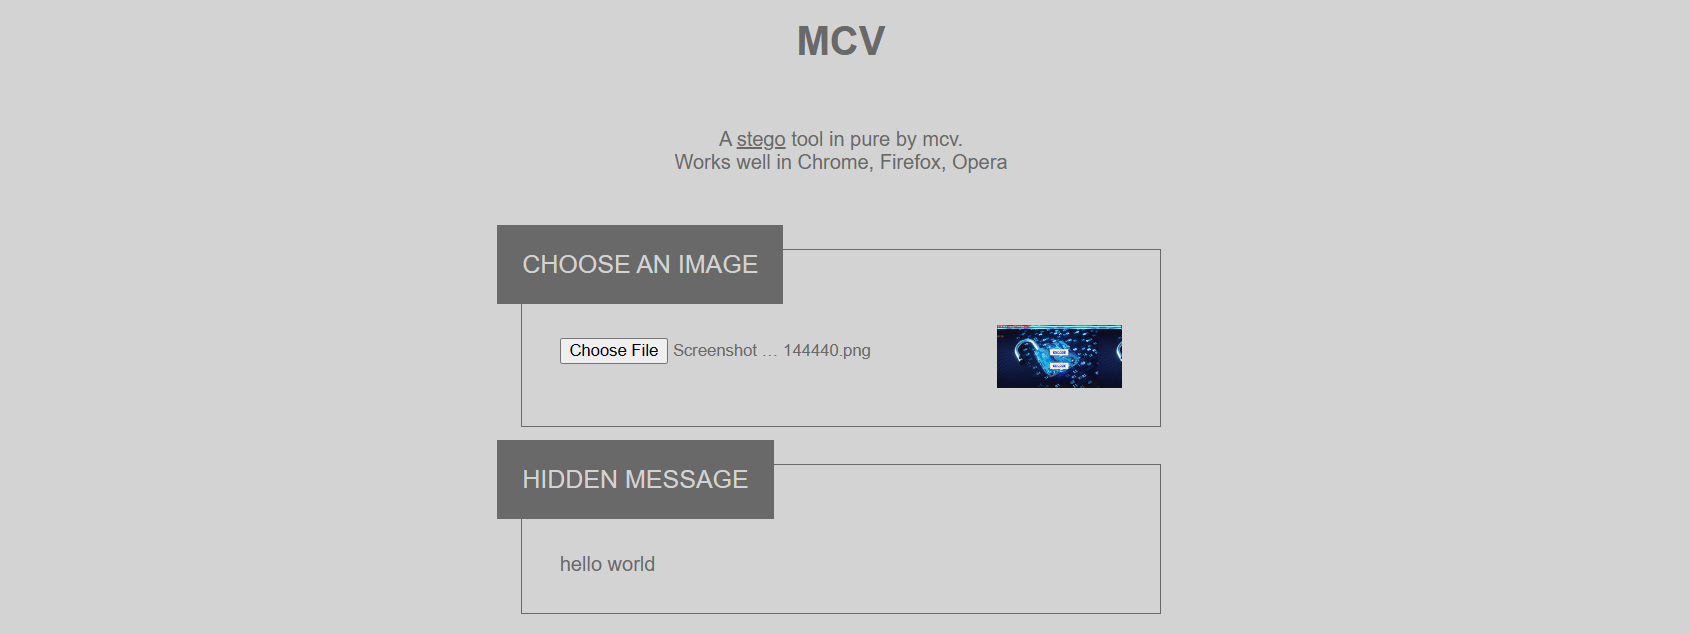 MCV
A stego tool in pure by mcv.
Works well in Chrome, Firefox, Opera
CHOOSE AN IMAGE
Choose File Screenshot ... 144440.png
HIDDEN MESSAGE
hello world